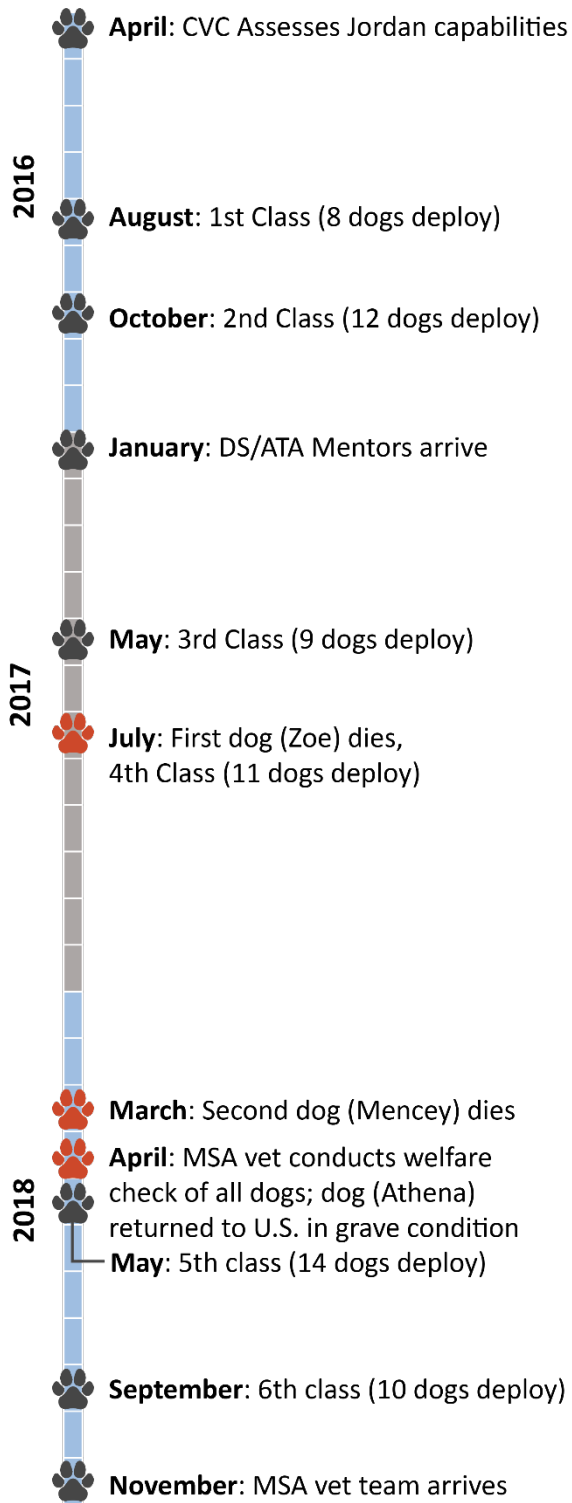 April: CVC Assesses Jordan capabilities
2016
August: 1st Class (8 dogs deploy)
October: 2nd Class (12 dogs deploy)
January: DS/ATA Mentors arrive
May: 3rd Class (9 dogs deploy)
2017
July: First dog (Zoe) dies,
4th Class (11 dogs deploy)
March: Second dog (Mencey) dies
April: MSA vet conducts welfare
check of all dogs; dog (Athena)
returned to U.S. in grave condition
2018
May: 5th class (14 dogs deploy)
September: 6th class (10 dogs deploy)
November: MSA vet team arrives